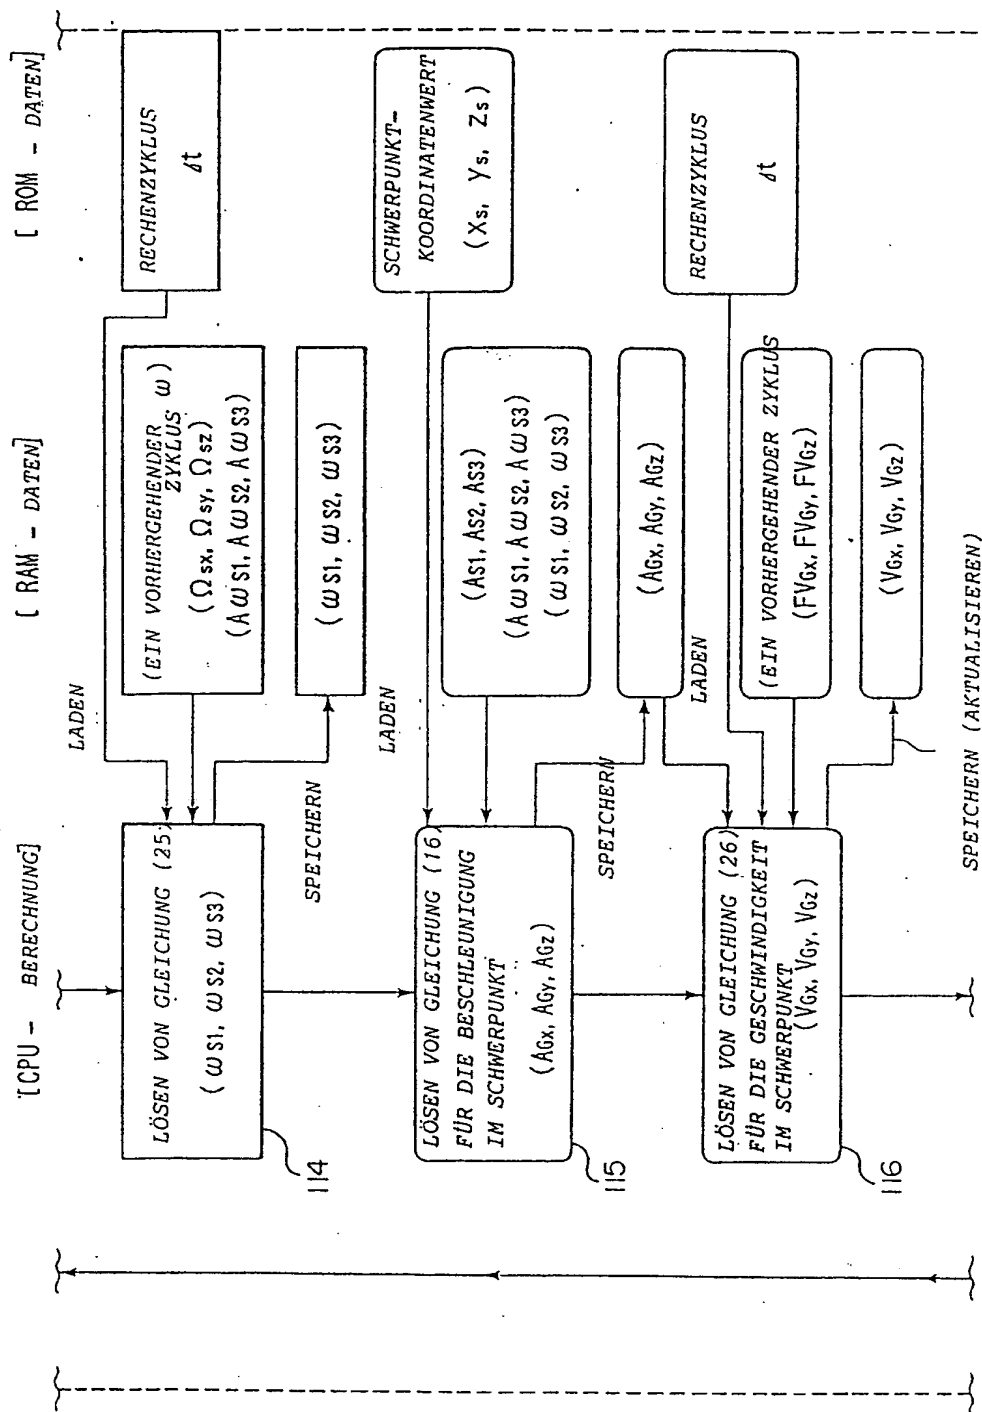 [CPU - BERECHNUNG]
[ RAM - DATEN]
[ ROM - DATEN]
LÖSEN VON GLEICHUNG (25)
(ωS1, ωS2, ωS3)
114
LADEN
SPEICHERN
(EIN VORHERGEHENDER
ZYKLUS ω)
(Ωsx, Ωsy, Ωsz)
(AωS1, AωS2, AωS3)
(ωS1, ωS2, ωS3)
RECHENZYKLUS
Δt
LÖSEN VON GLEICHUNG (16)
FÜR DIE BESCHLEUNIGUNG
IM SCHWERPUNKT
(AGx, AGy, AGz)
115
LADEN
SPEICHERN
(AS1, AS2, AS3)
(AωS1, AωS2, AωS3)
(ωS1, ωS2, ωS3)
(AGx, AGy, AGz)
SCHWERPUNKT-
KOORDINATENWERT
(Xs, Ys, Zs)
LÖSEN VON GLEICHUNG (26)
FÜR DIE GESCHWINDIGKEIT
IM SCHWERPUNKT
(VGx, VGy, VGz)
116
LADEN
(EIN VORHERGEHENDER ZYKLUS
(FVGx, FVGy, FVGz)
(VGx, VGy, VGz)
RECHENZYKLUS
Δt
SPEICHERN (AKTUALISIEREN)